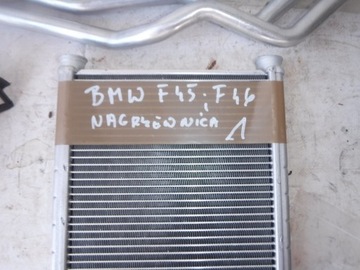 BMW F45, F46
NAGRZEWNICA 1